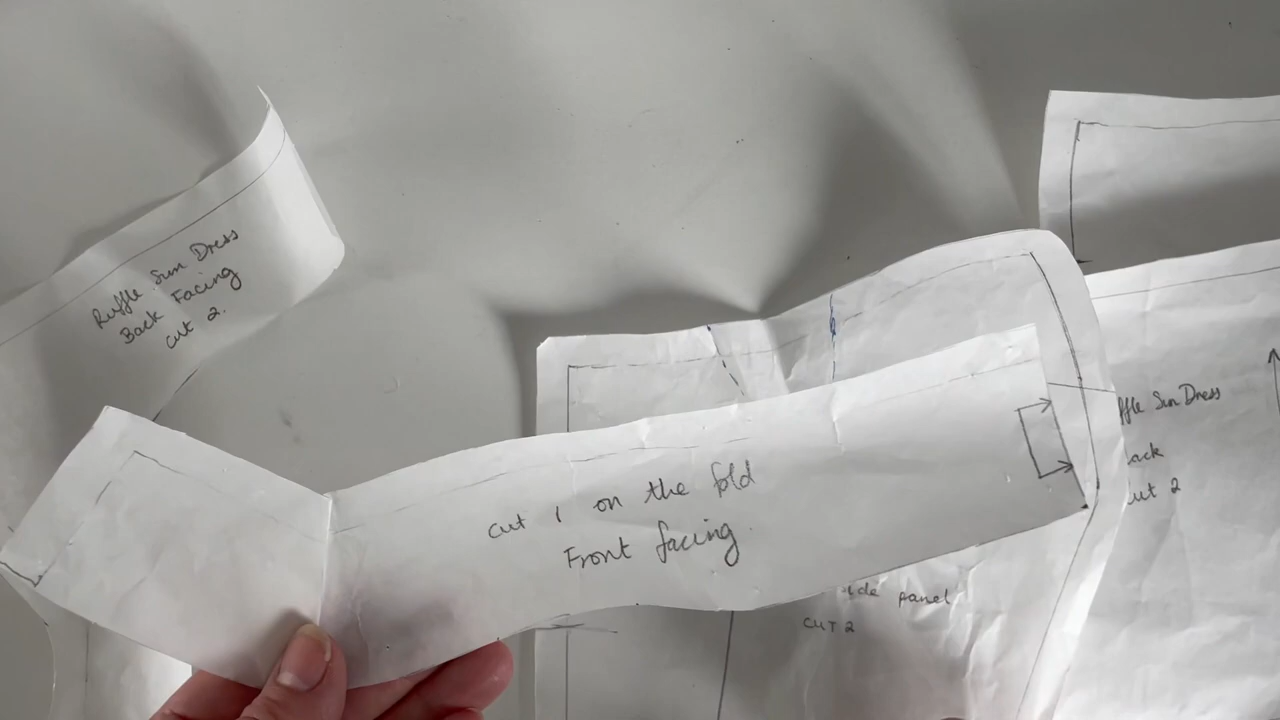 Ruffle Sun Dress
Back Facing
cut 2.
cut 1 on the fold
Front facing
ffle Sun Dress
ack
ut 2
ide panel
CUT 2